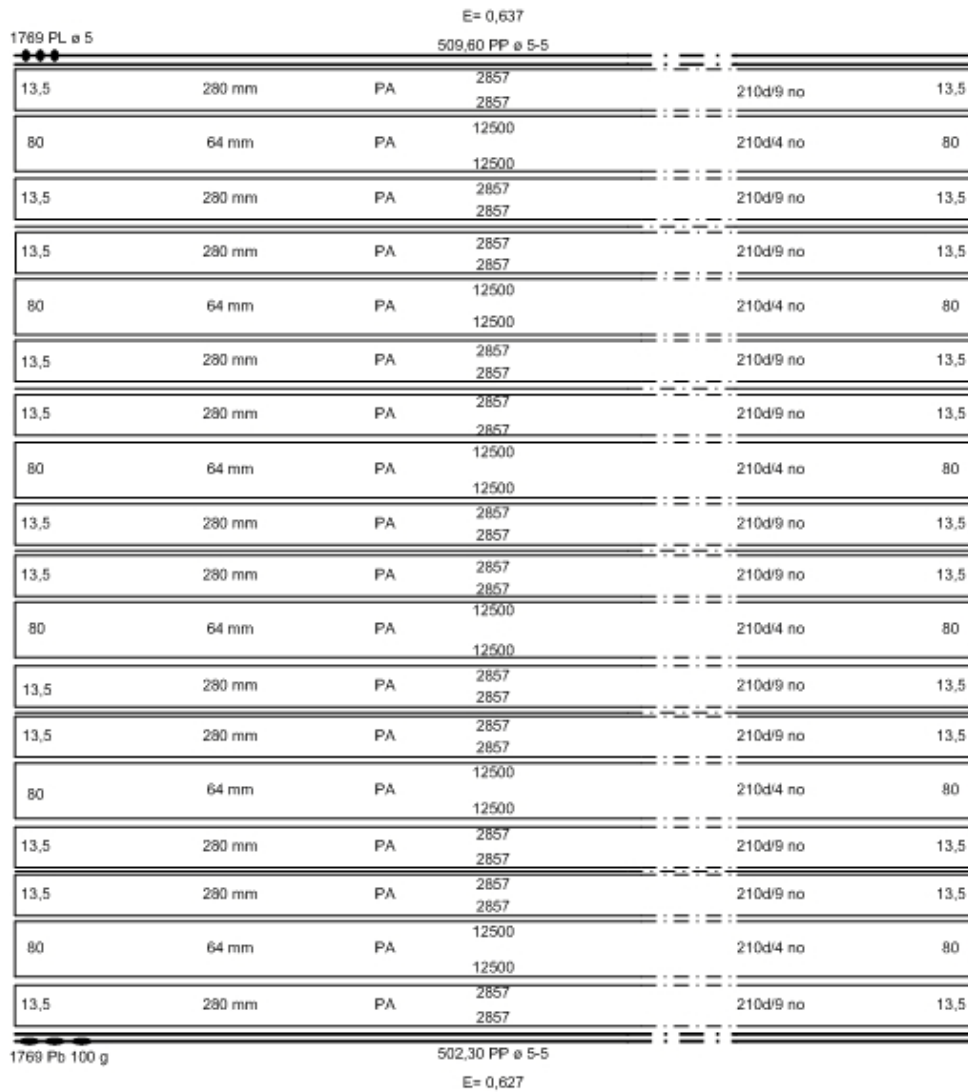 E= 0,637
1769 PL ø 5
509,60 PP ø 5-5
2857
13,5 280 mm PA 210d/9 no 13,5
2857
12500
80 64 mm PA 210d/4 no 80
12500
2857
13,5 280 mm PA 210d/9 no 13,5
2857
2857
13,5 280 mm PA 210d/9 no 13,5
2857
12500
80 64 mm PA 210d/4 no 80
12500
2857
13,5 280 mm PA 210d/9 no 13,5
2857
2857
13,5 280 mm PA 210d/9 no 13,5
2857
12500
80 64 mm PA 210d/4 no 80
12500
2857
13,5 280 mm PA 210d/9 no 13,5
2857
2857
13,5 280 mm PA 210d/9 no 13,5
2857
12500
80 64 mm PA 210d/4 no 80
12500
2857
13,5 280 mm PA 210d/9 no 13,5
2857
2857
13,5 280 mm PA 210d/9 no 13,5
2857
12500
80 64 mm PA 210d/4 no 80
12500
2857
13,5 280 mm PA 210d/9 no 13,5
2857
2857
13,5 280 mm PA 210d/9 no 13,5
2857
12500
80 64 mm PA 210d/4 no 80
12500
2857
13,5 280 mm PA 210d/9 no 13,5
2857
1769 Pb 100 g
502,30 PP ø 5-5
E= 0,627